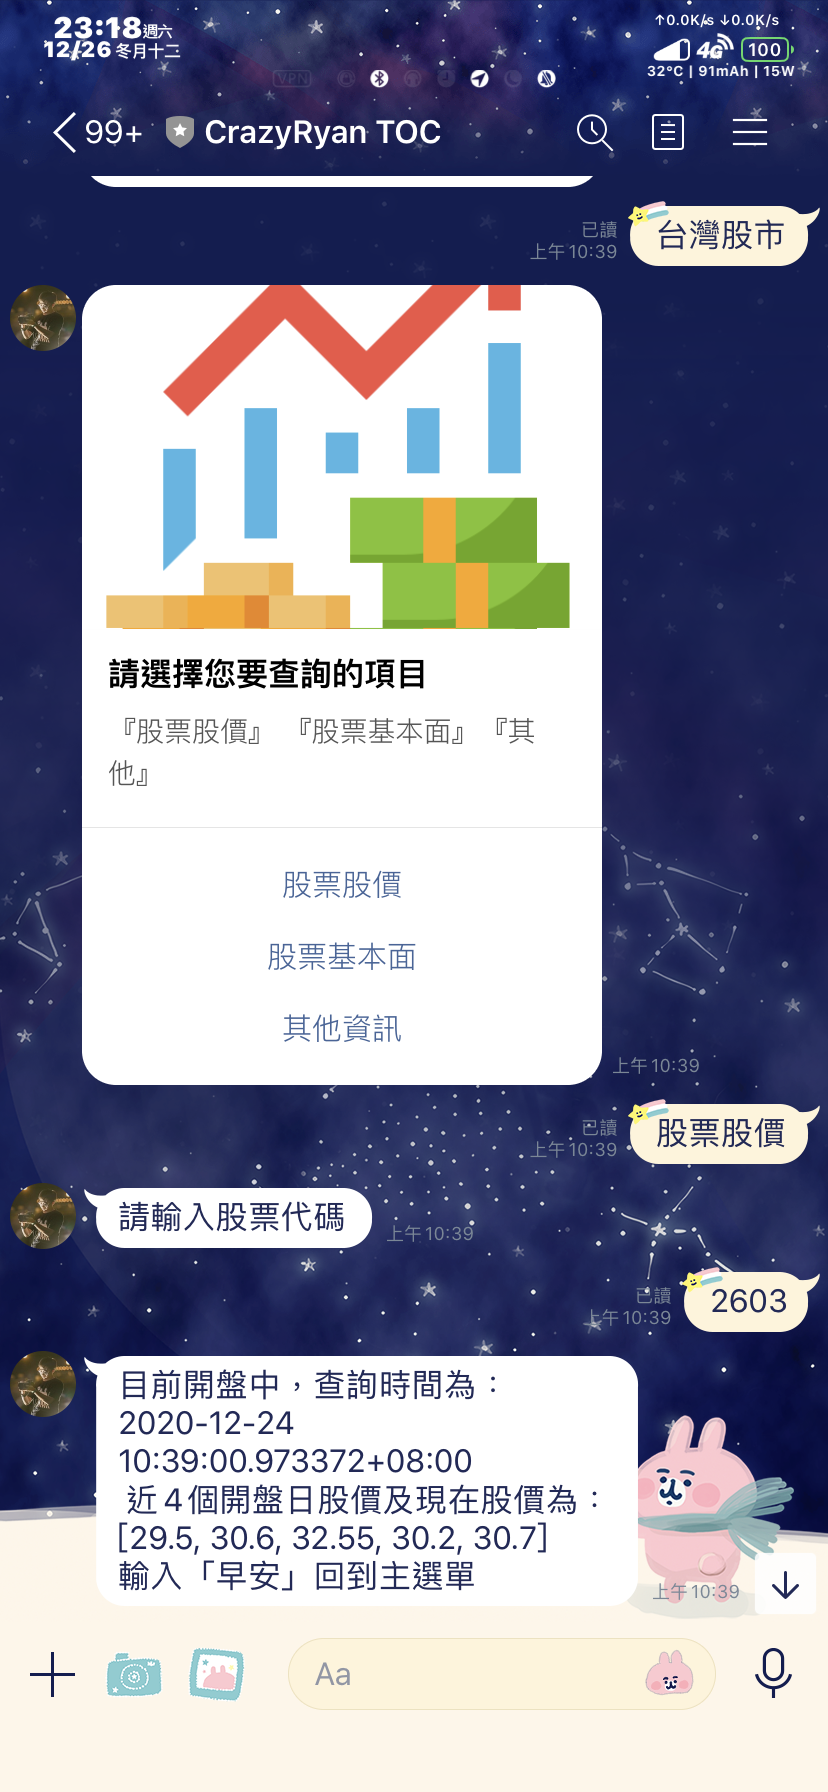 23:18週六
12/26 冬月十二
↑0.0K/s ↓0.0K/s
4G
100
32°C | 91mAh | 15W
VPN
99+
CrazyRyan TOC
已讀
上午 10:39
台灣股市
請選擇您要查詢的項目
『股票股價』 『股票基本面』 『其
他』
股票股價
股票基本面
其他資訊
上午 10:39
已讀
上午 10:39
股票股價
請輸入股票代碼
上午 10:39
已讀
上午 10:39
2603
目前開盤中，查詢時間為：
2020-12-24
10:39:00.973372+08:00
近４個開盤日股價及現在股價為：
[29.5, 30.6, 32.55, 30.2, 30.7]
輸入「早安」回到主選單
上午 10:39
Aa